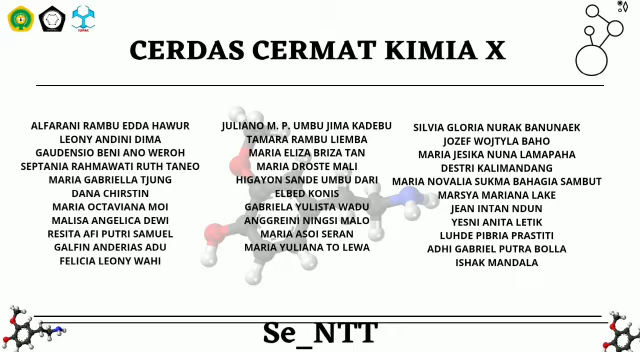 CERDAS CERMAT KIMIA X
ALFARANI RAMBU EDDA HAWUR
LEONY ANDINI DIMA
GAUDENSIO BENI ANO WEROH
SEPTANIA RAHMAWATI RUTH TANEO
MARIA GABRIELLA TJUNG
DANA CHIRSTIN
MARIA OCTAVIANA MOI
MALISA ANGELICA DEWI
RESITA AFI PUTRI SAMUEL
GALFIN ANDERIAS ADU
FELICIA LEONY WAHI
JULIANO M. P. UMBU JIMA KADEBU
TAMARA RAMBU LIEMBA
MARIA ELIZA BRIZA TAN
MARIA DROSTE MALI
HIGAYON SANDE UMBU DARI
ELBED KONIS
GABRIELA YULISTA WADU
ANGGREINI NINGSI MALO
MARIA ASOI SERAN
MARIA YULIANA TO LEWA
SILVIA GLORIA NURAK BANUNAEK
JOZEF WOJTYLA BAHO
MARIA JESIKA NUNA LAMAPAHA
DESTRI KALIMANDANG
MARIA NOVALIA SUKMA BAHAGIA SAMBUT
MARSYA MARIANA LAKE
JEAN INTAN NDUN
YESNI ANITA LETIK
LUHDE PIBRIA PRASTITI
ADHI GABRIEL PUTRA BOLLA
ISHAK MANDALA
Se_NTT